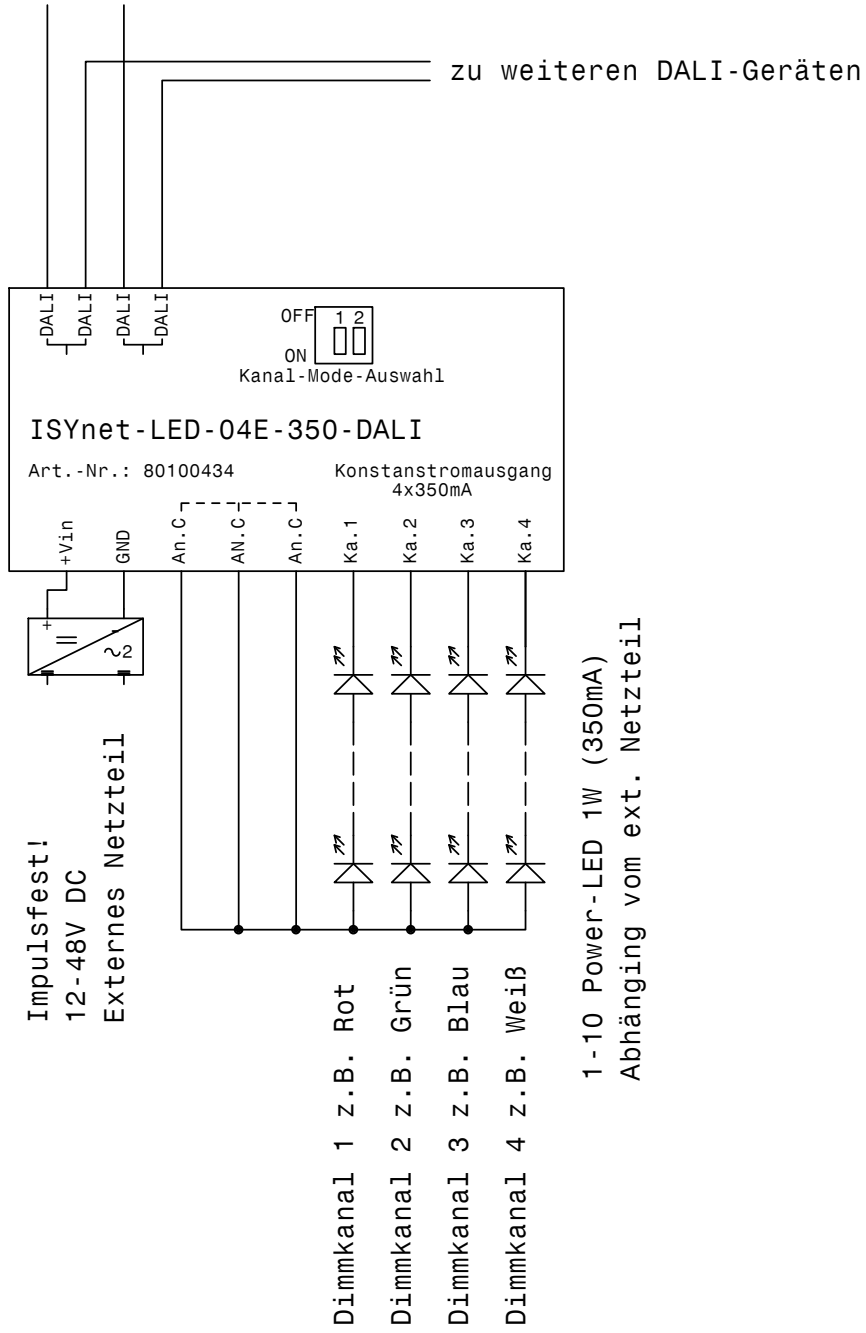 zu weiteren DALI-Geräten
DALI
DALI
DALI
DALI
OFF
1 2
ON
Kanal-Mode-Auswahl
ISYnet-LED-04E-350-DALI
Art.-Nr.: 80100434
Konstanstromausgang
4x350mA
+Vin
GND
An.C
AN.C
An.C
Ka.1
Ka.2
Ka.3
Ka.4
+
-
=
~2
Impulsfest!
12-48V DC
Externes Netzteil
1-10 Power-LED 1W (350mA)
Abhänging vom ext. Netzteil
Dimmkanal 1 z.B. Rot
Dimmkanal 2 z.B. Grün
Dimmkanal 3 z.B. Blau
Dimmkanal 4 z.B. Weiß